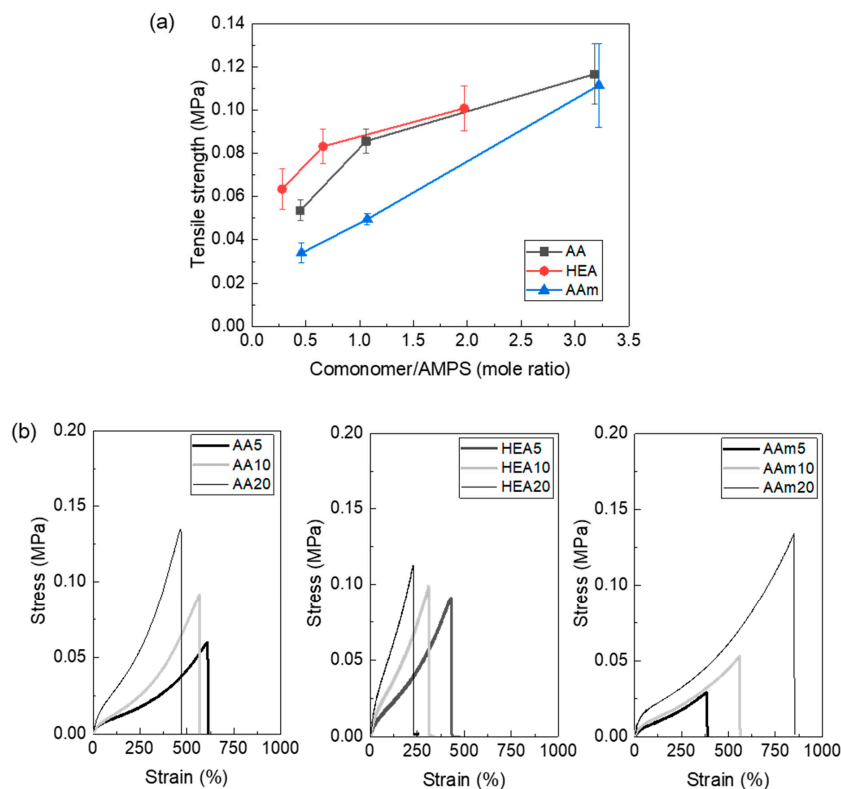 (a)
0.14
0.12
0.10
0.08
0.06
0.04
0.02
0.00
Tensile strength (MPa)
AA
HEA
AAm
0.0 0.5 1.0 1.5 2.0 2.5 3.0 3.5
Comonomer/AMPS (mole ratio)
(b)
0.20
0.15
0.10
0.05
0.00
Stress (MPa)
AA5
AA10
AA20
0 250 500 750 1000
Strain (%)
0.20
0.15
0.10
0.05
0.00
Stress (MPa)
HEA5
HEA10
HEA20
0 250 500 750 1000
Strain (%)
0.20
0.15
0.10
0.05
0.00
Stress (MPa)
AAm5
AAm10
AAm20
0 250 500 750 1000
Strain (%)